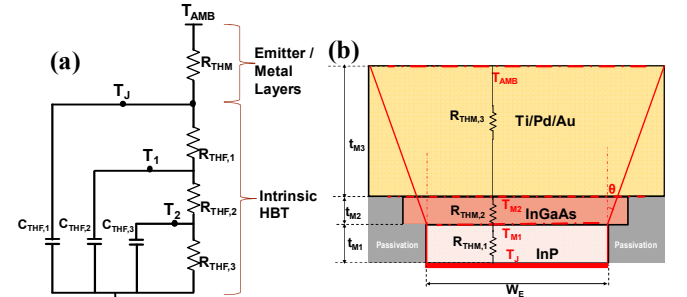 (a)
T_AMB
R_THM
Emitter /
Metal
Layers
T_J
R_THF,1
T_1
R_THF,2
T_2
C_THF,1
C_THF,2
C_THF,3
R_THF,3
Intrinsic
HBT
(b)
T_AMB
R_THM,3
Ti/Pd/Au
t_M3
θ
t_M2
R_THM,2
T_M2
InGaAs
Passivation
t_M1
R_THM,1
T_M1
T_J
InP
Passivation
W_E